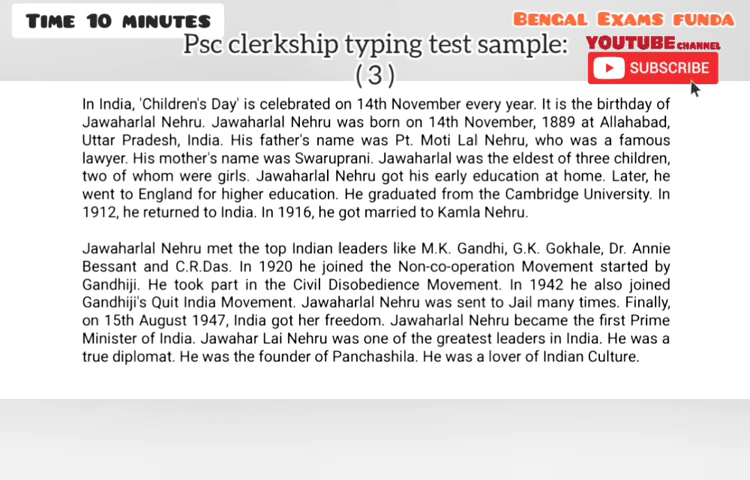 TIME 10 MINUTES
BENGAL EXAMS FUNDA
Psc clerkship typing test sample:
(3)
YOUTUBE CHANNEL
SUBSCRIBE
In India, 'Children's Day' is celebrated on 14th November every year. It is the birthday of
Jawaharlal Nehru. Jawaharlal Nehru was born on 14th November, 1889 at Allahabad,
Uttar Pradesh, India. His father's name was Pt. Moti Lal Nehru, who was a famous
lawyer. His mother's name was Swaruprani. Jawaharlal was the eldest of three children,
two of whom were girls. Jawaharlal Nehru got his early education at home. Later, he
went to England for higher education. He graduated from the Cambridge University. In
1912, he returned to India. In 1916, he got married to Kamla Nehru.
Jawaharlal Nehru met the top Indian leaders like M.K. Gandhi, G.K. Gokhale, Dr. Annie
Bessant and C.R.Das. In 1920 he joined the Non-co-operation Movement started by
Gandhiji. He took part in the Civil Disobedience Movement. In 1942 he also joined
Gandhiji's Quit India Movement. Jawaharlal Nehru was sent to Jail many times. Finally,
on 15th August 1947, India got her freedom. Jawaharlal Nehru became the first Prime
Minister of India. Jawahar Lai Nehru was one of the greatest leaders in India. He was a
true diplomat. He was the founder of Panchashila. He was a lover of Indian Culture.